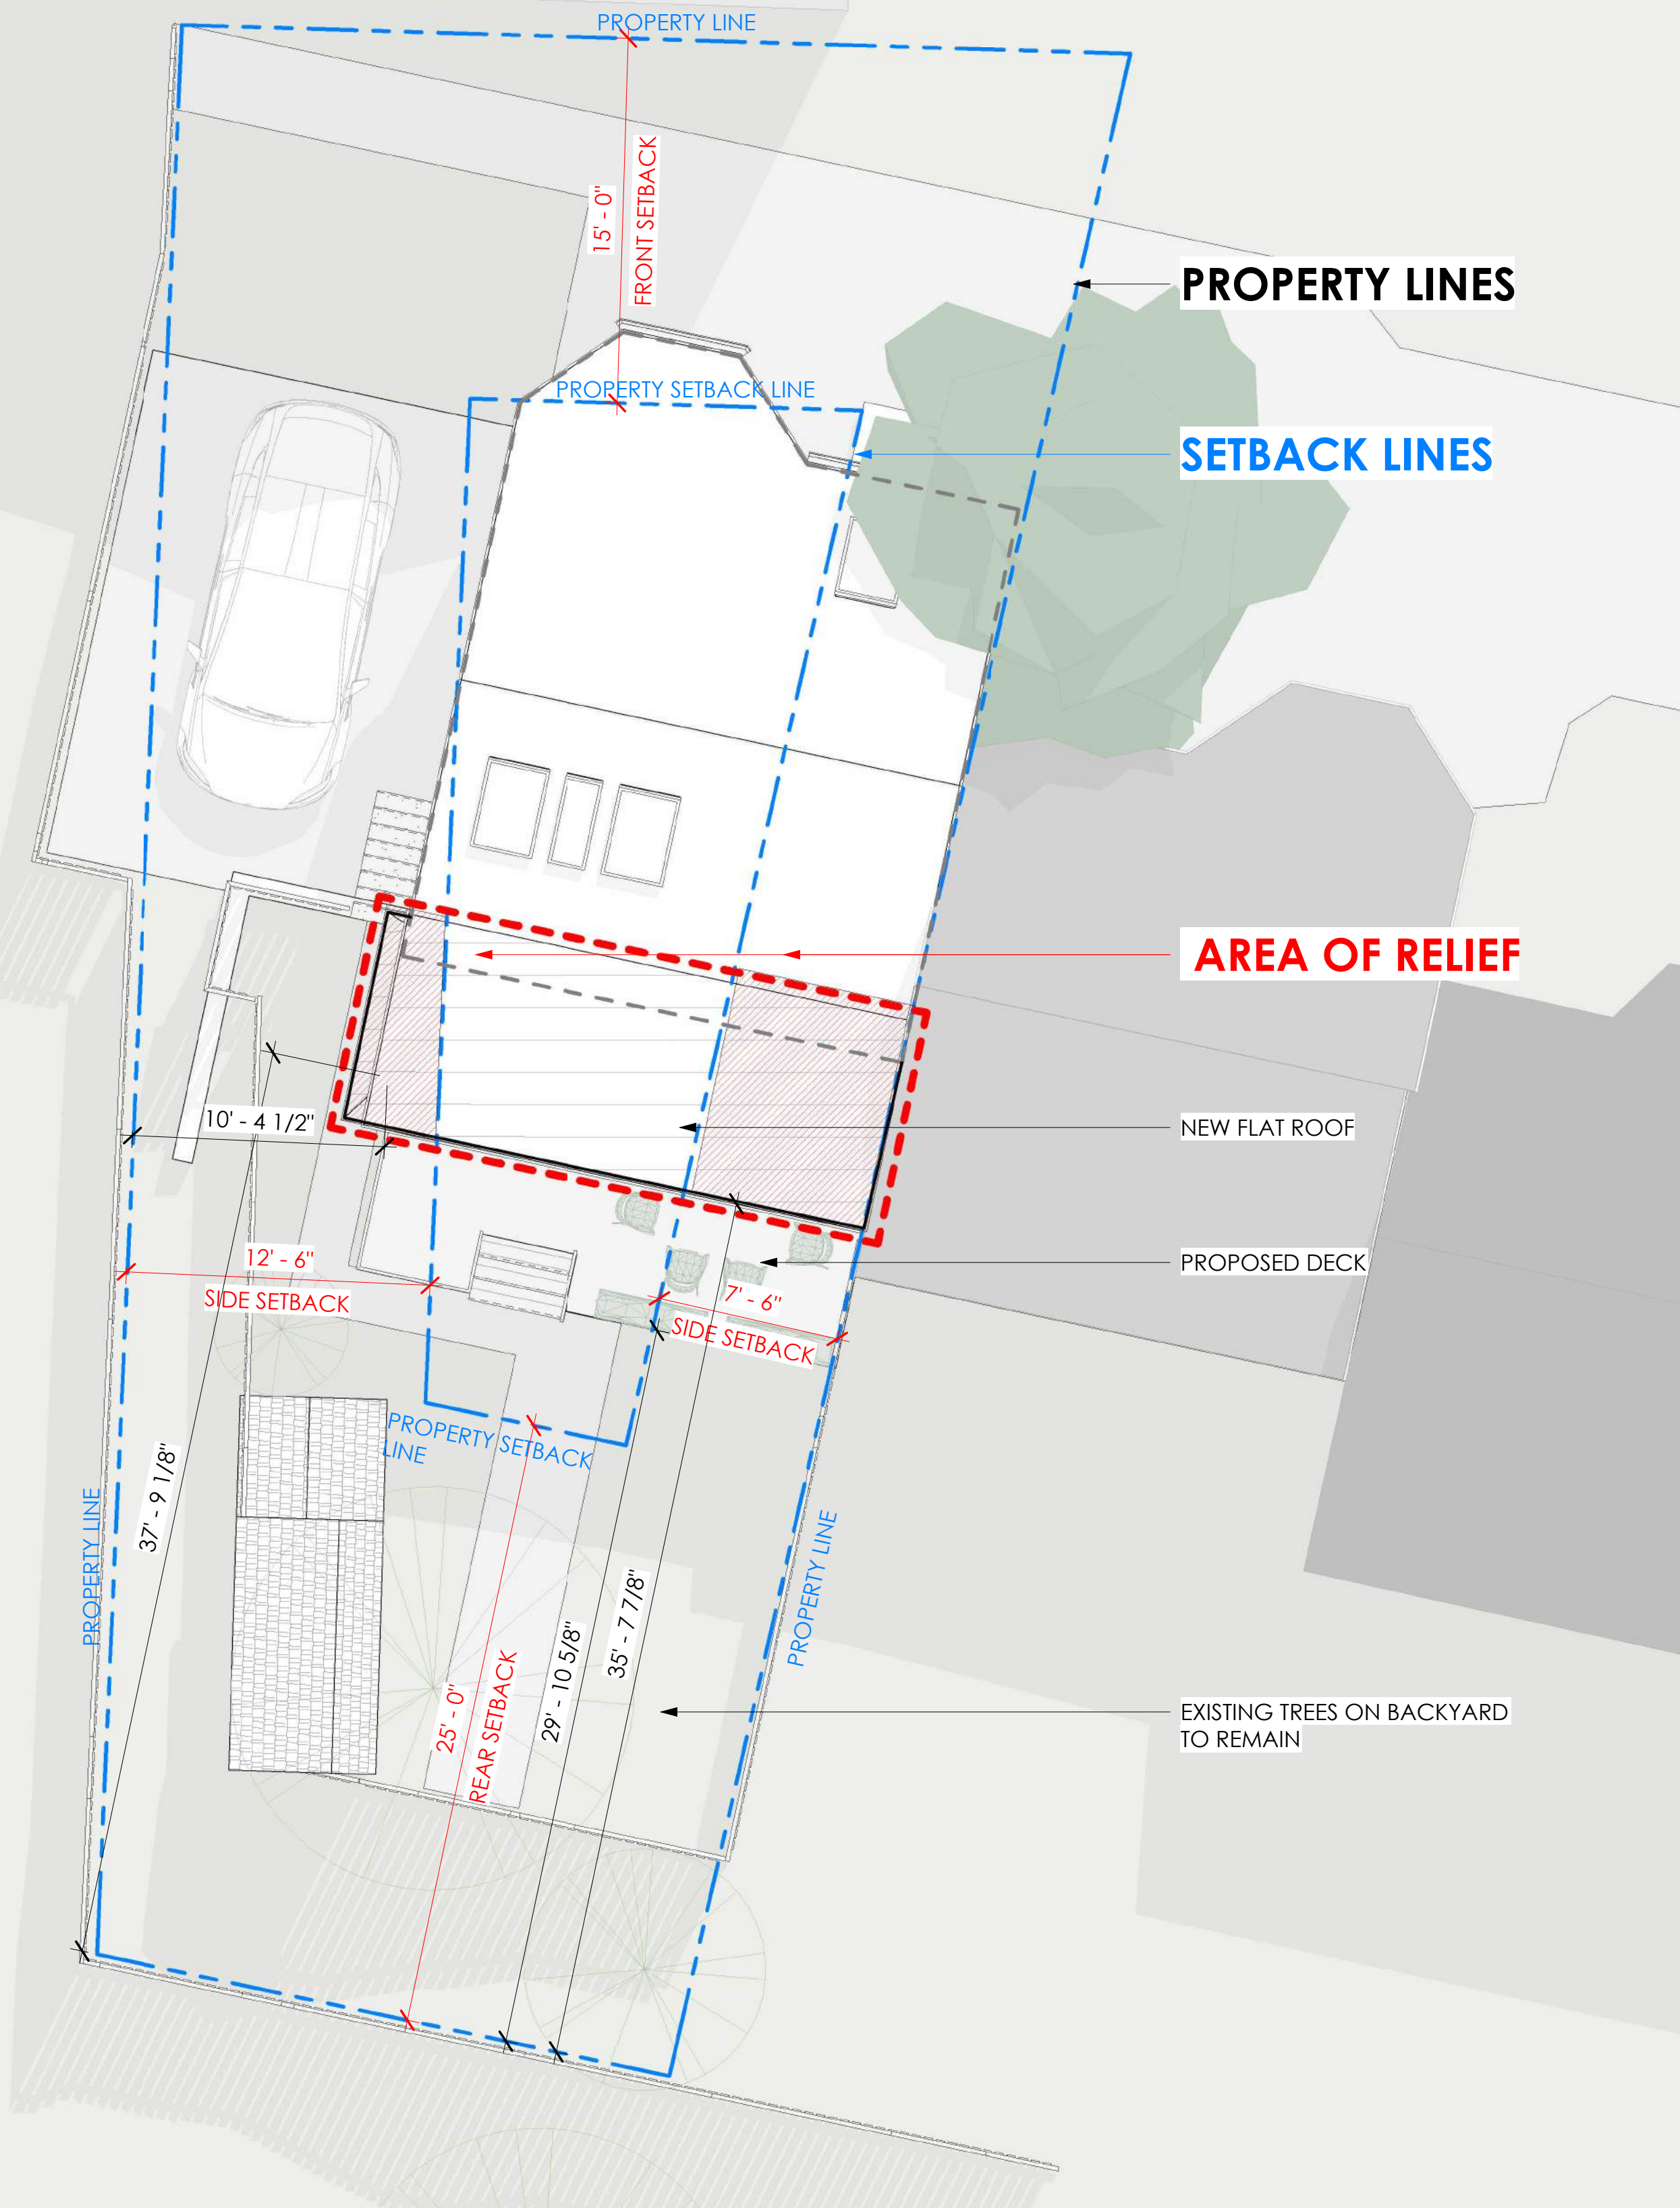 PROPERTY LINE
15' - 0"
FRONT SETBACK
PROPERTY LINES
PROPERTY SETBACK LINE
SETBACK LINES
AREA OF RELIEF
10' - 4 1/2"
NEW FLAT ROOF
12' - 6"
SIDE SETBACK
PROPOSED DECK
7' - 6"
SIDE SETBACK
PROPERTY SETBACK
LINE
37' - 9 1/8"
PROPERTY LINE
PROPERTY LINE
25' - 0"
REAR SETBACK
29' - 10 5/8"
35' - 7 7/8"
EXISTING TREES ON BACKYARD
TO REMAIN